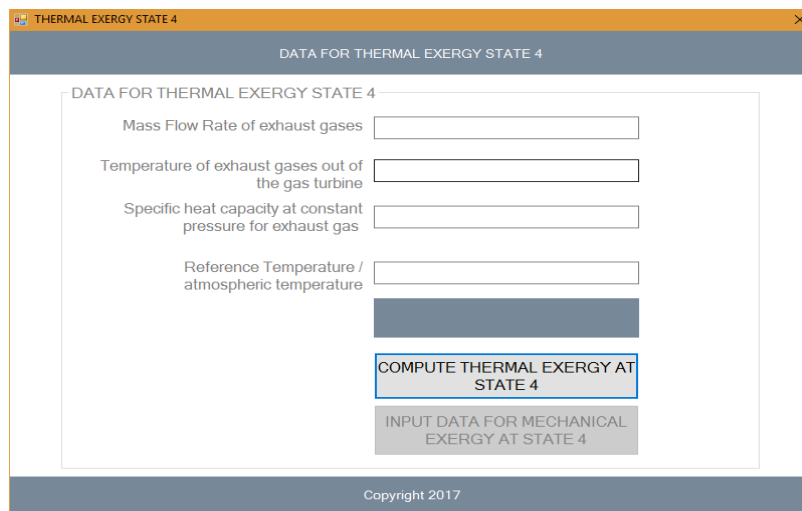 THERMAL EXERGY STATE 4
DATA FOR THERMAL EXERGY STATE 4
DATA FOR THERMAL EXERGY STATE 4
Mass Flow Rate of exhaust gases
Temperature of exhaust gases out of
the gas turbine
Specific heat capacity at constant
pressure for exhaust gas
Reference Temperature /
atmospheric temperature
COMPUTE THERMAL EXERGY AT
STATE 4
INPUT DATA FOR MECHANICAL
EXERGY AT STATE 4
Copyright 2017